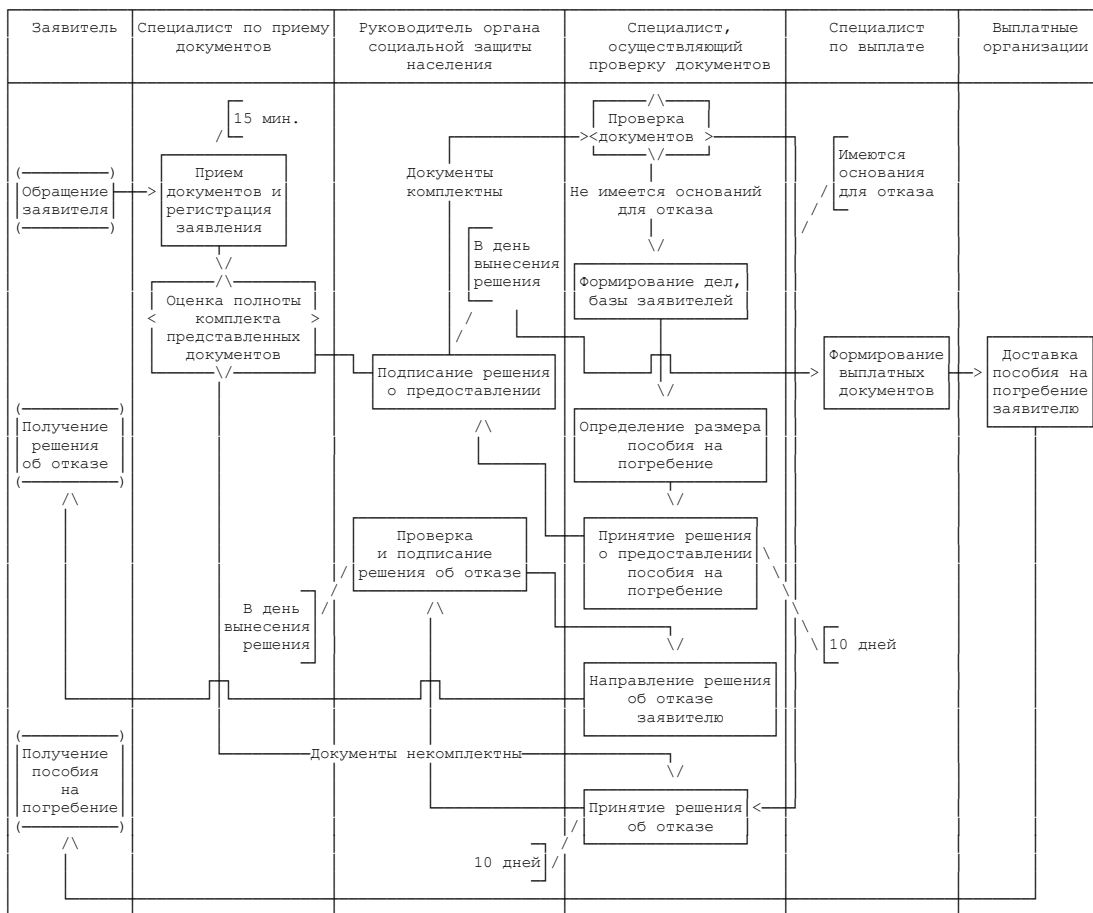 Заявитель
Специалист по приему
документов
Руководитель органа
социальной защиты
населения
Специалист,
осуществляющий
проверку документов
Специалист
по выплате
Выплатные
организации
15 мин.
Проверка
документов
Имеются
основания
для отказа
Обращение
заявителя
Прием
документов и
регистрация
заявления
Документы
комплектны
Не имеется оснований
для отказа
В день
вынесения
решения
Оценка полноты
комплекта
представленных
документов
Формирование дел,
базы заявителей
Подписание решения
о предоставлении
Формирование
выплатных
документов
Доставка
пособия на
погребение
заявителю
Получение
решения
об отказе
Определение размера
пособия на
погребение
Проверка
и подписание
решения об отказе
Принятие решения
о предоставлении
пособия на
погребение
В день
вынесения
решения
10 дней
Направление решения
об отказе
заявителю
Получение
пособия
на
погребение
Документы некомплектны
Принятие решения
об отказе
10 дней